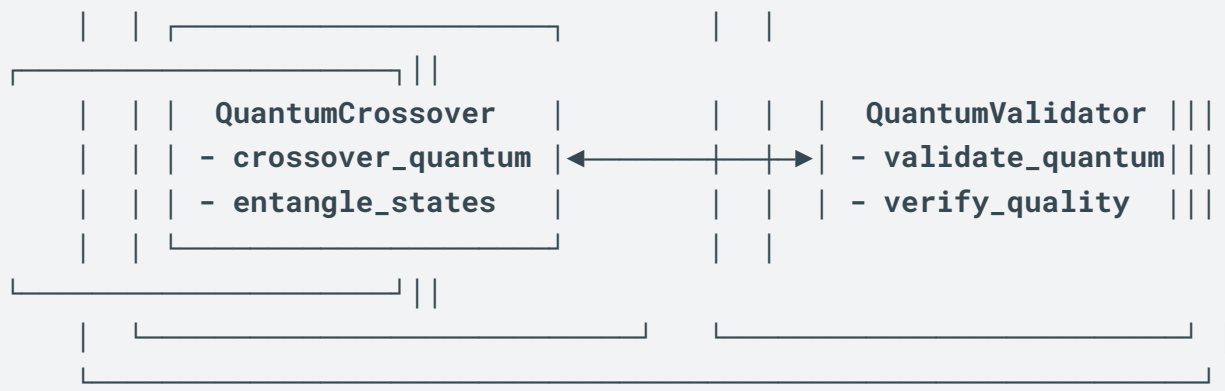 QuantumCrossover QuantumValidator
- crossover_quantum - validate_quantum
- entangle_states - verify_quality